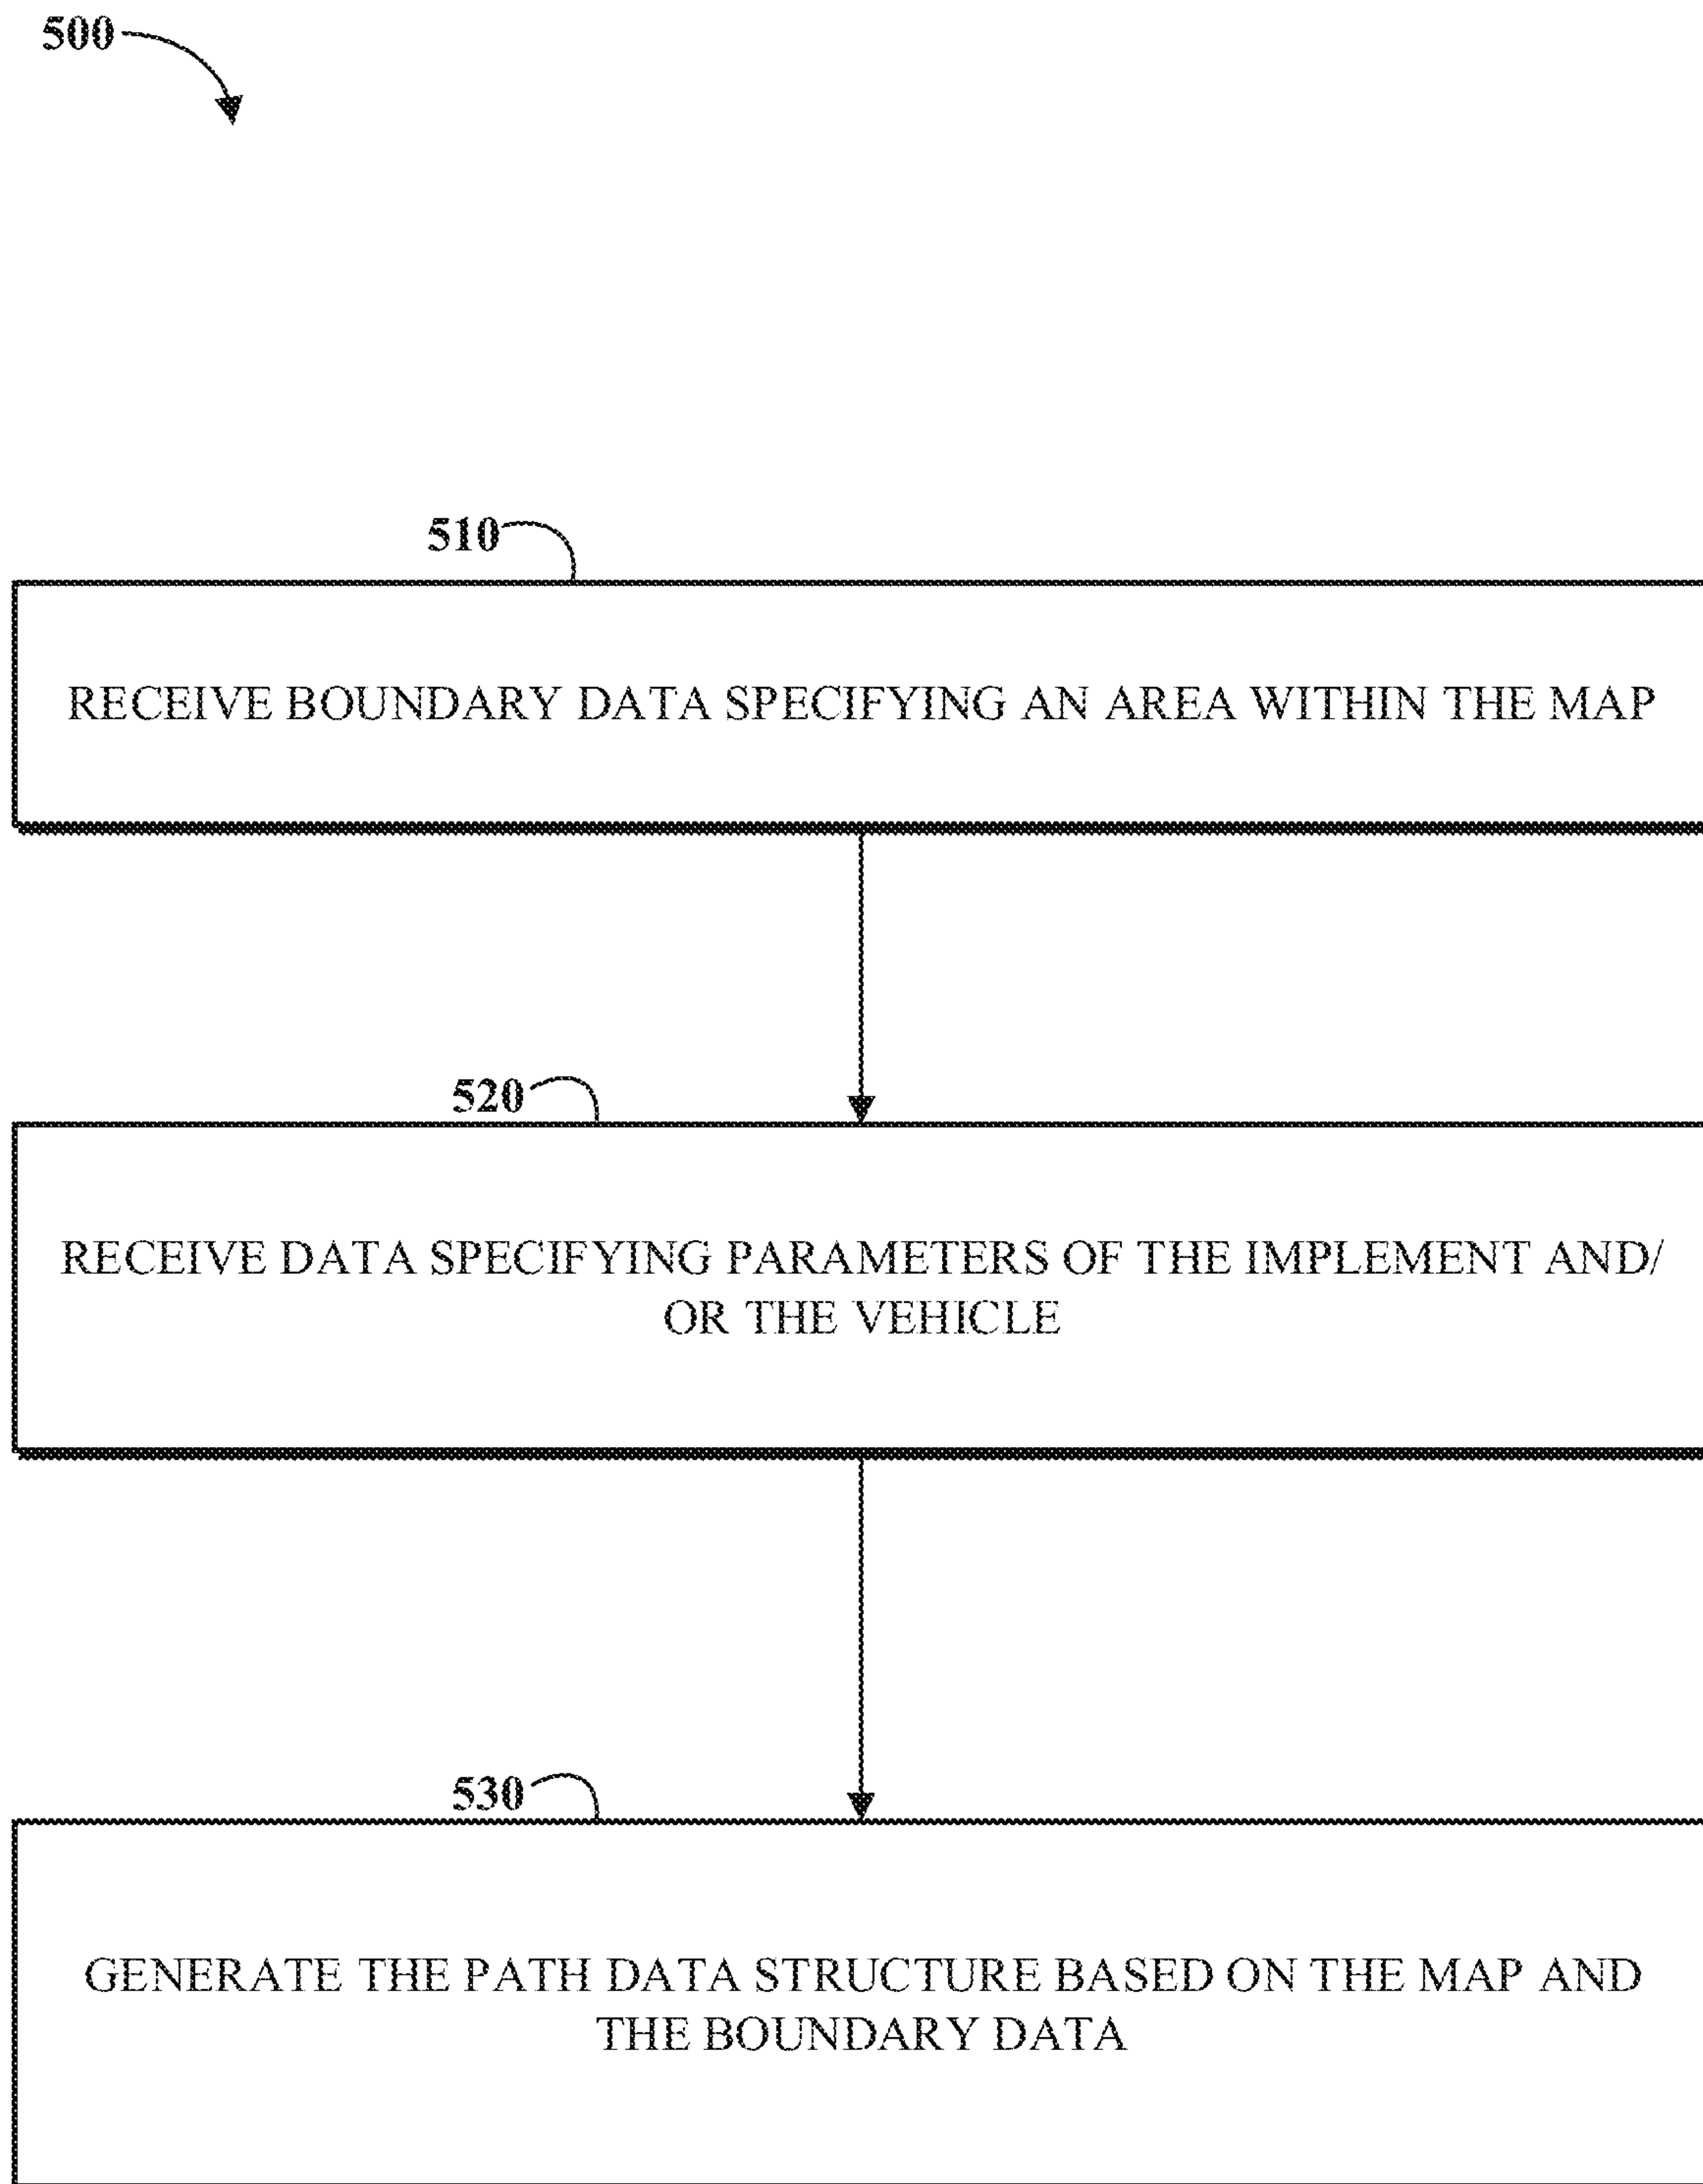 500
510
RECEIVE BOUNDARY DATA SPECIFYING AN AREA WITHIN THE MAP
520
RECEIVE DATA SPECIFYING PARAMETERS OF THE IMPLEMENT AND/
OR THE VEHICLE
530
GENERATE THE PATH DATA STRUCTURE BASED ON THE MAP AND
THE BOUNDARY DATA